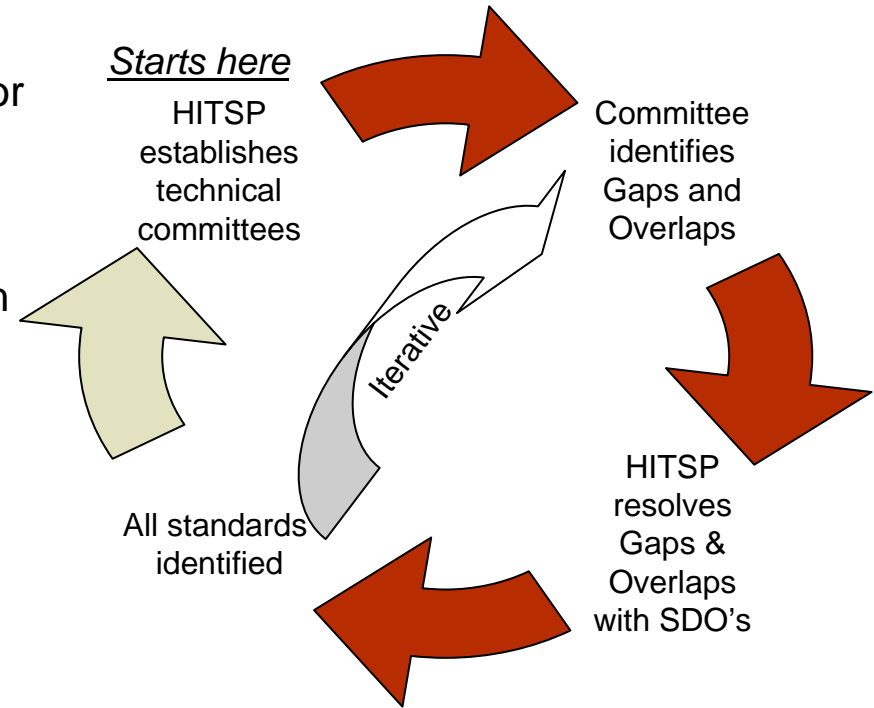 or
n
Starts here
HITSP
establishes
technical
committees
Committee
identifies
Gaps and
Overlaps
Iterative
HITSP
resolves
Gaps &
Overlaps
with SDO's
All standards
identified